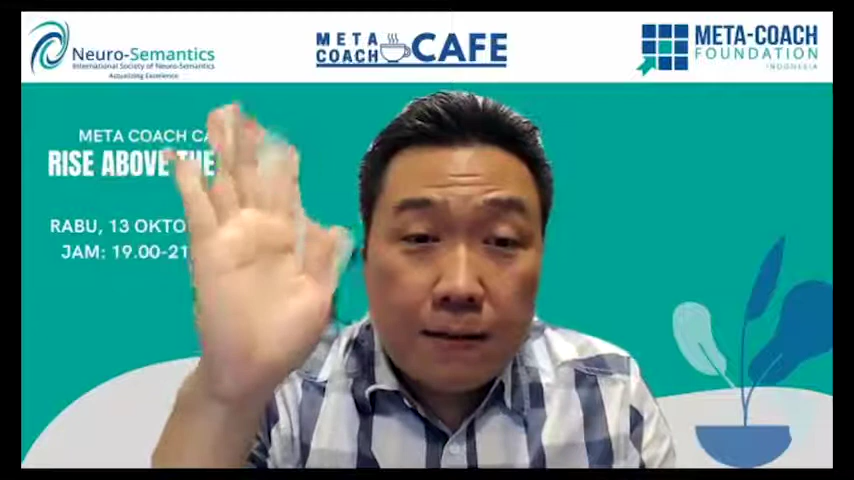 Neuro-Semantics
International Society of Neuro-Semantics
Actualizing Excellence
META
COACH
CAFE
META-COACH
FOUNDATION
INDONESIA
META COACH CA
RISE ABOVE THE
RABU, 13 OKTO
JAM: 19.00-21